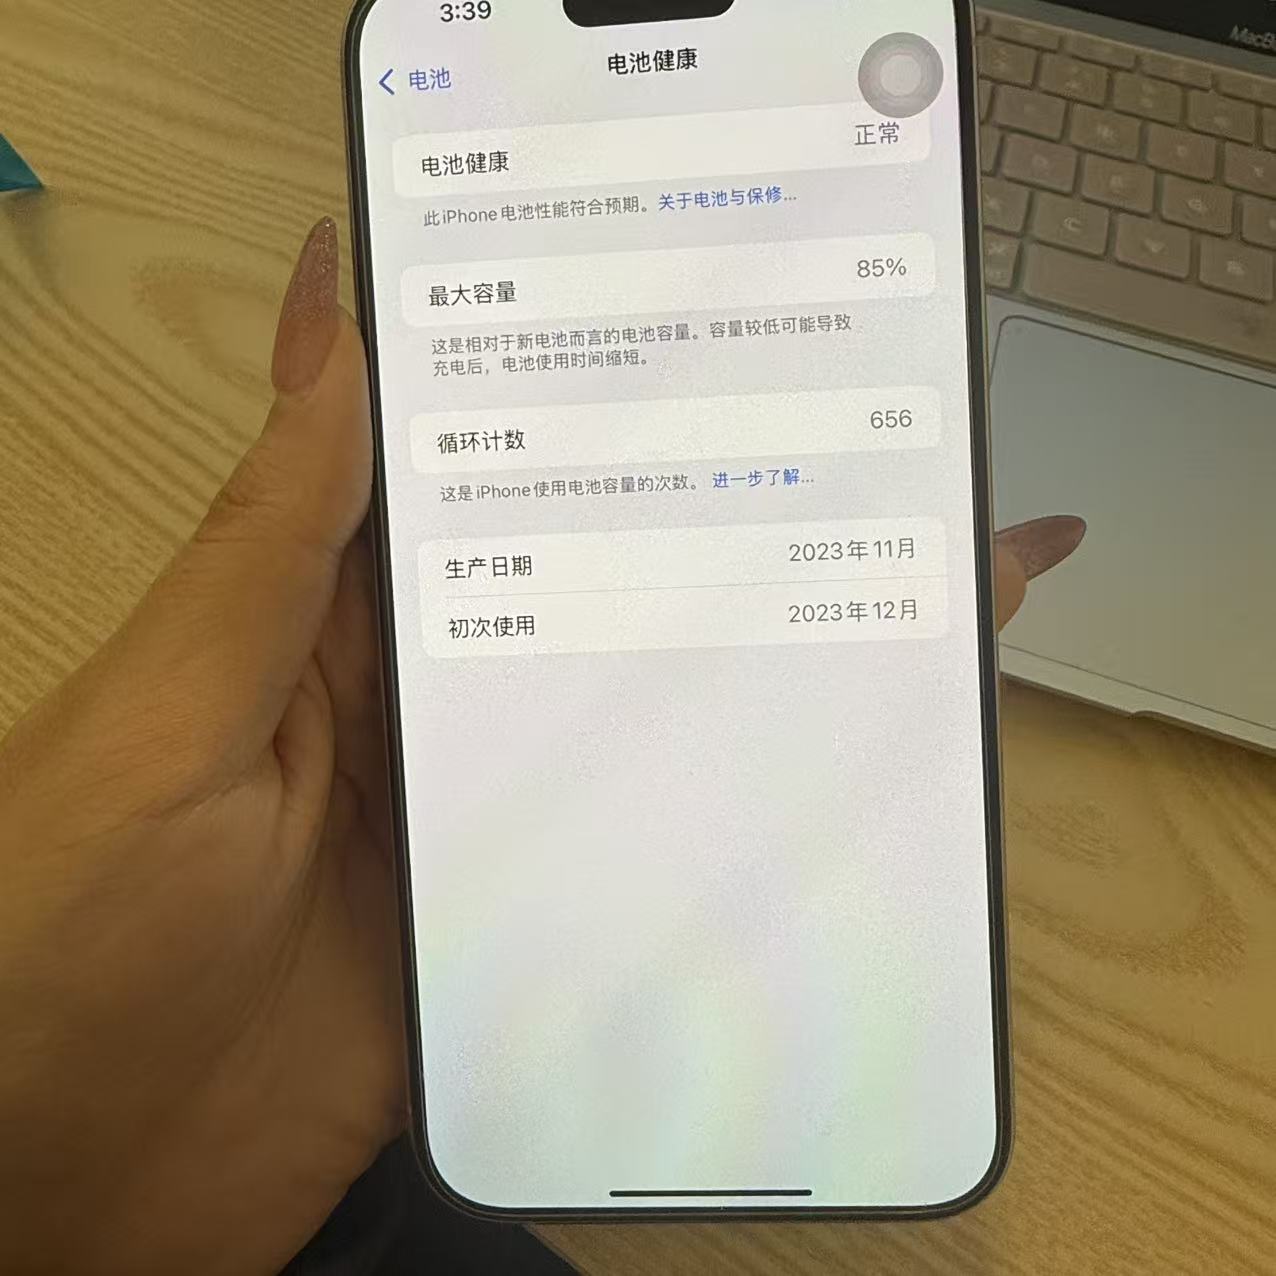 3:39
电池
电池健康
电池健康 正常
此iPhone电池性能符合预期。关于电池与保修...
最大容量 85%
这是相对于新电池而言的电池容量。容量较低可能导致
充电后，电池使用时间缩短。
循环计数 656
这是iPhone使用电池容量的次数。进一步了解...
生产日期 2023年11月
初次使用 2023年12月